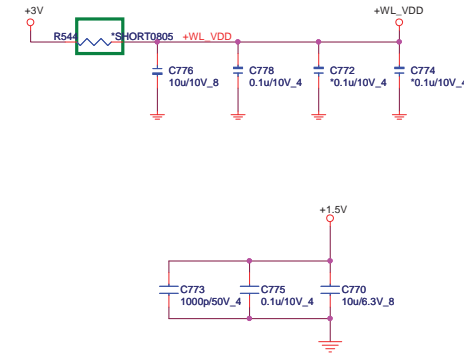 +3V
+WL_VDD
R544
*SHORT0805
+WL_VDD
C776
10u/10V_8
C778
0.1u/10V_4
C772
*0.1u/10V_4
C774
*0.1u/10V_4
+1.5V
C773
1000p/50V_4
C775
0.1u/10V_4
C770
10u/6.3V_8